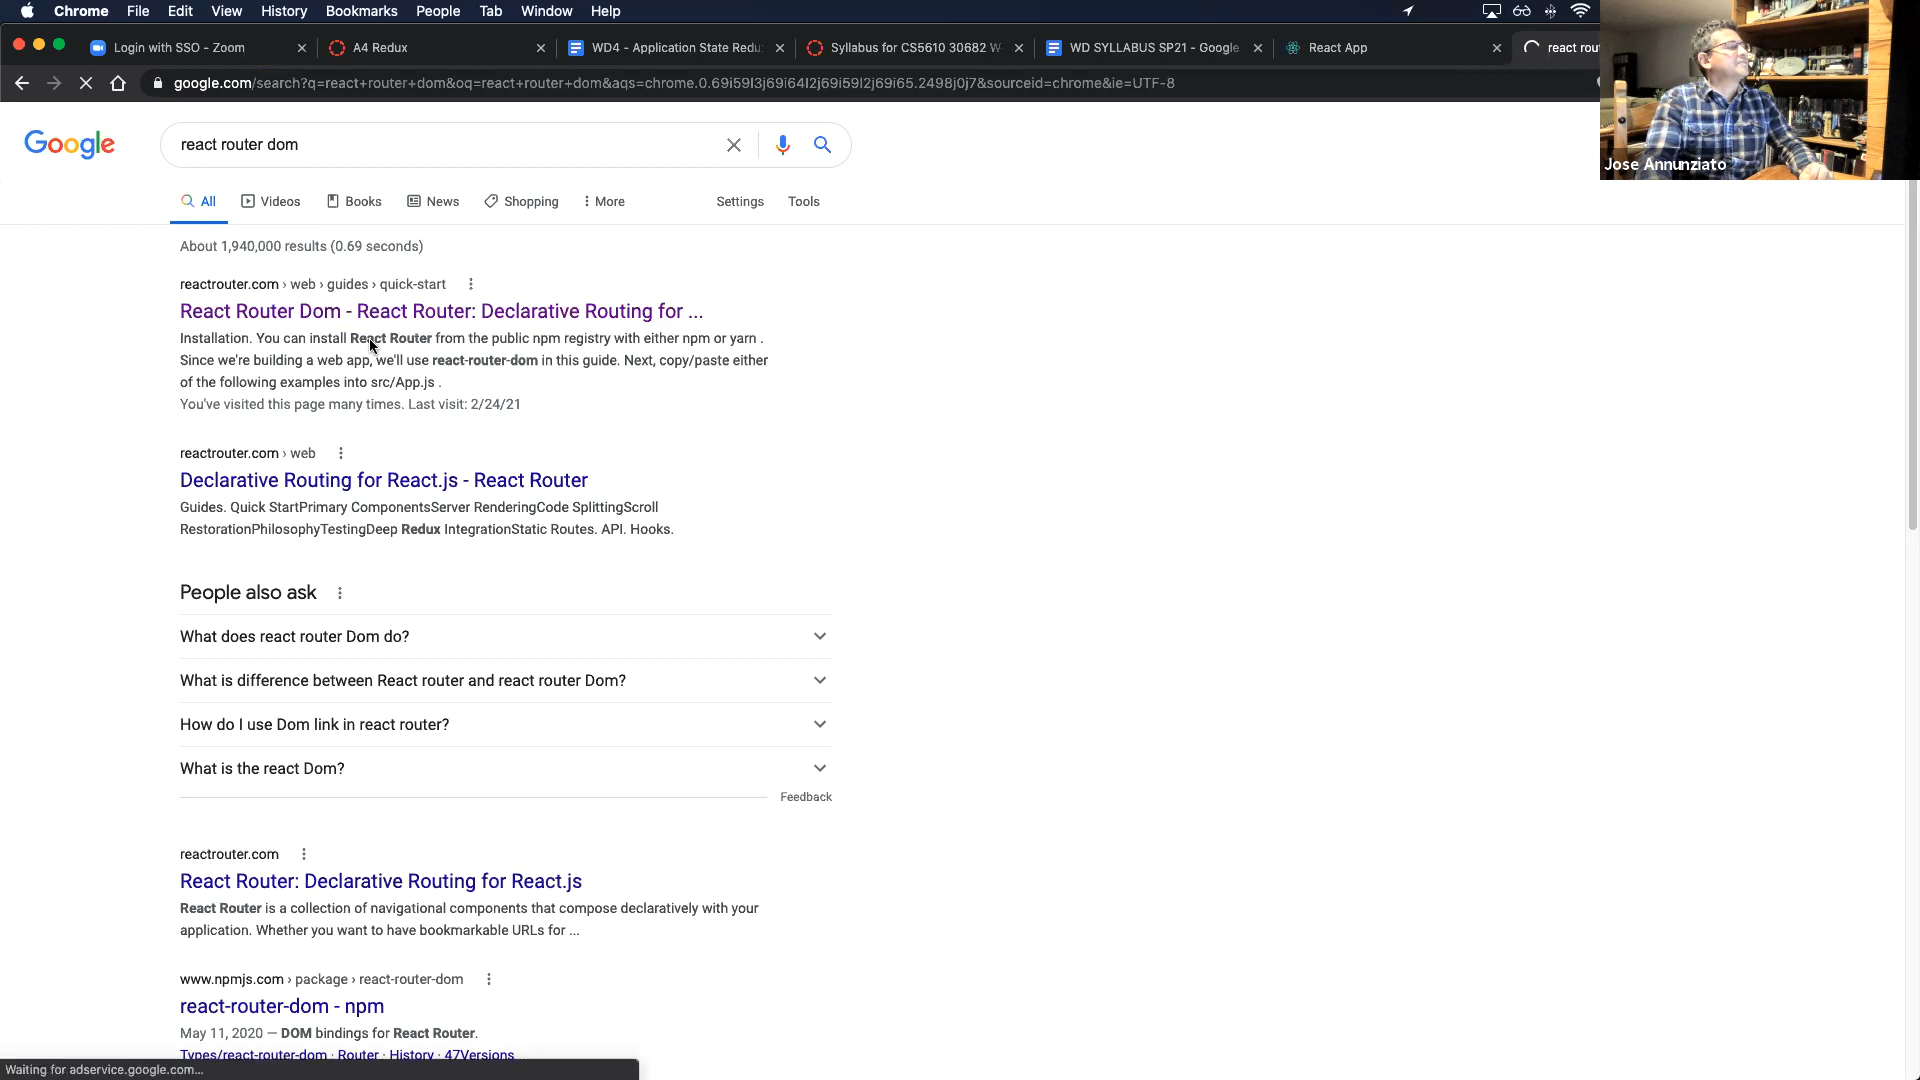 Chrome File Edit View History Bookmarks People Tab Window Help
Login with SSO - Zoom
A4 Redux
WD4 - Application State Redu
Syllabus for CS5610 30682 W
WD SYLLABUS SP21 - Google
React App
react rou
google.com/search?q=react+router+dom&oq=react+router+dom&aqs=chrome.0.69i59l3j69i64l2j69i59l2j69i65.2498j0j7&sourceid=chrome&ie=UTF-8
Jose Annunziato
Google
react router dom
All Videos Books News Shopping More Settings Tools
About 1,940,000 results (0.69 seconds)
reactrouter.com › web › guides › quick-start
React Router Dom - React Router: Declarative Routing for ...
Installation. You can install React Router from the public npm registry with either npm or yarn .
Since we're building a web app, we'll use react-router-dom in this guide. Next, copy/paste either
of the following examples into src/App.js .
You've visited this page many times. Last visit: 2/24/21
reactrouter.com › web
Declarative Routing for React.js - React Router
Guides. Quick StartPrimary ComponentsServer RenderingCode SplittingScroll
RestorationPhilosophyTestingDeep Redux IntegrationStatic Routes. API. Hooks.
People also ask
What does react router Dom do?
What is difference between React router and react router Dom?
How do I use Dom link in react router?
What is the react Dom?
Feedback
reactrouter.com
React Router: Declarative Routing for React.js
React Router is a collection of navigational components that compose declaratively with your
application. Whether you want to have bookmarkable URLs for ...
www.npmjs.com › package › react-router-dom
react-router-dom - npm
May 11, 2020 — DOM bindings for React Router.
Types/react-router-dom · Router · History · 47Versions
Waiting for adservice.google.com...